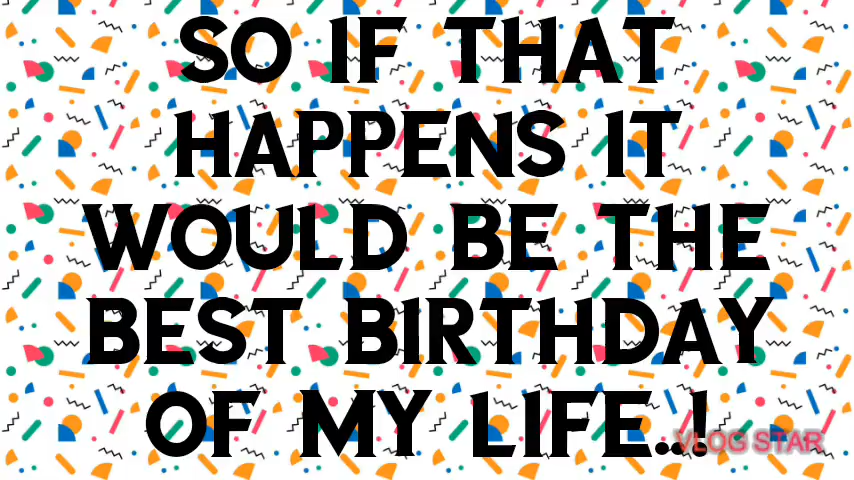 SO IF THAT
HAPPENS IT
WOULD BE THE
BEST BIRTHDAY
OF MY LIFE..!
VLOG STAR